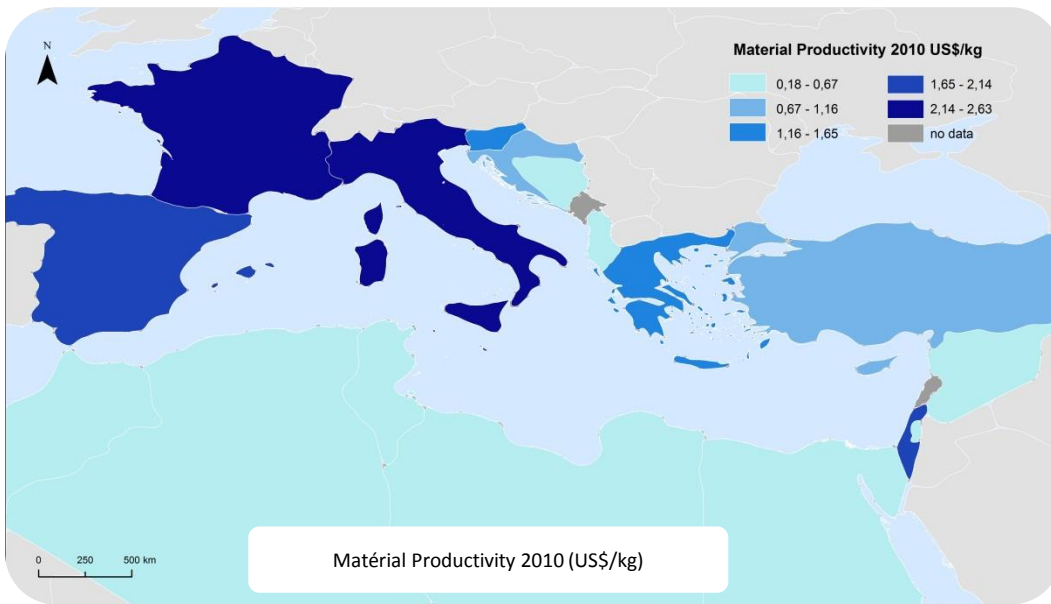 N
Material Productivity 2010 US$/kg
0,18 - 0,67
1,65 - 2,14
0,67 - 1,16
2,14 - 2,63
1,16 - 1,65
no data
0 250 500 km
Matérial Productivity 2010 (US$/kg)